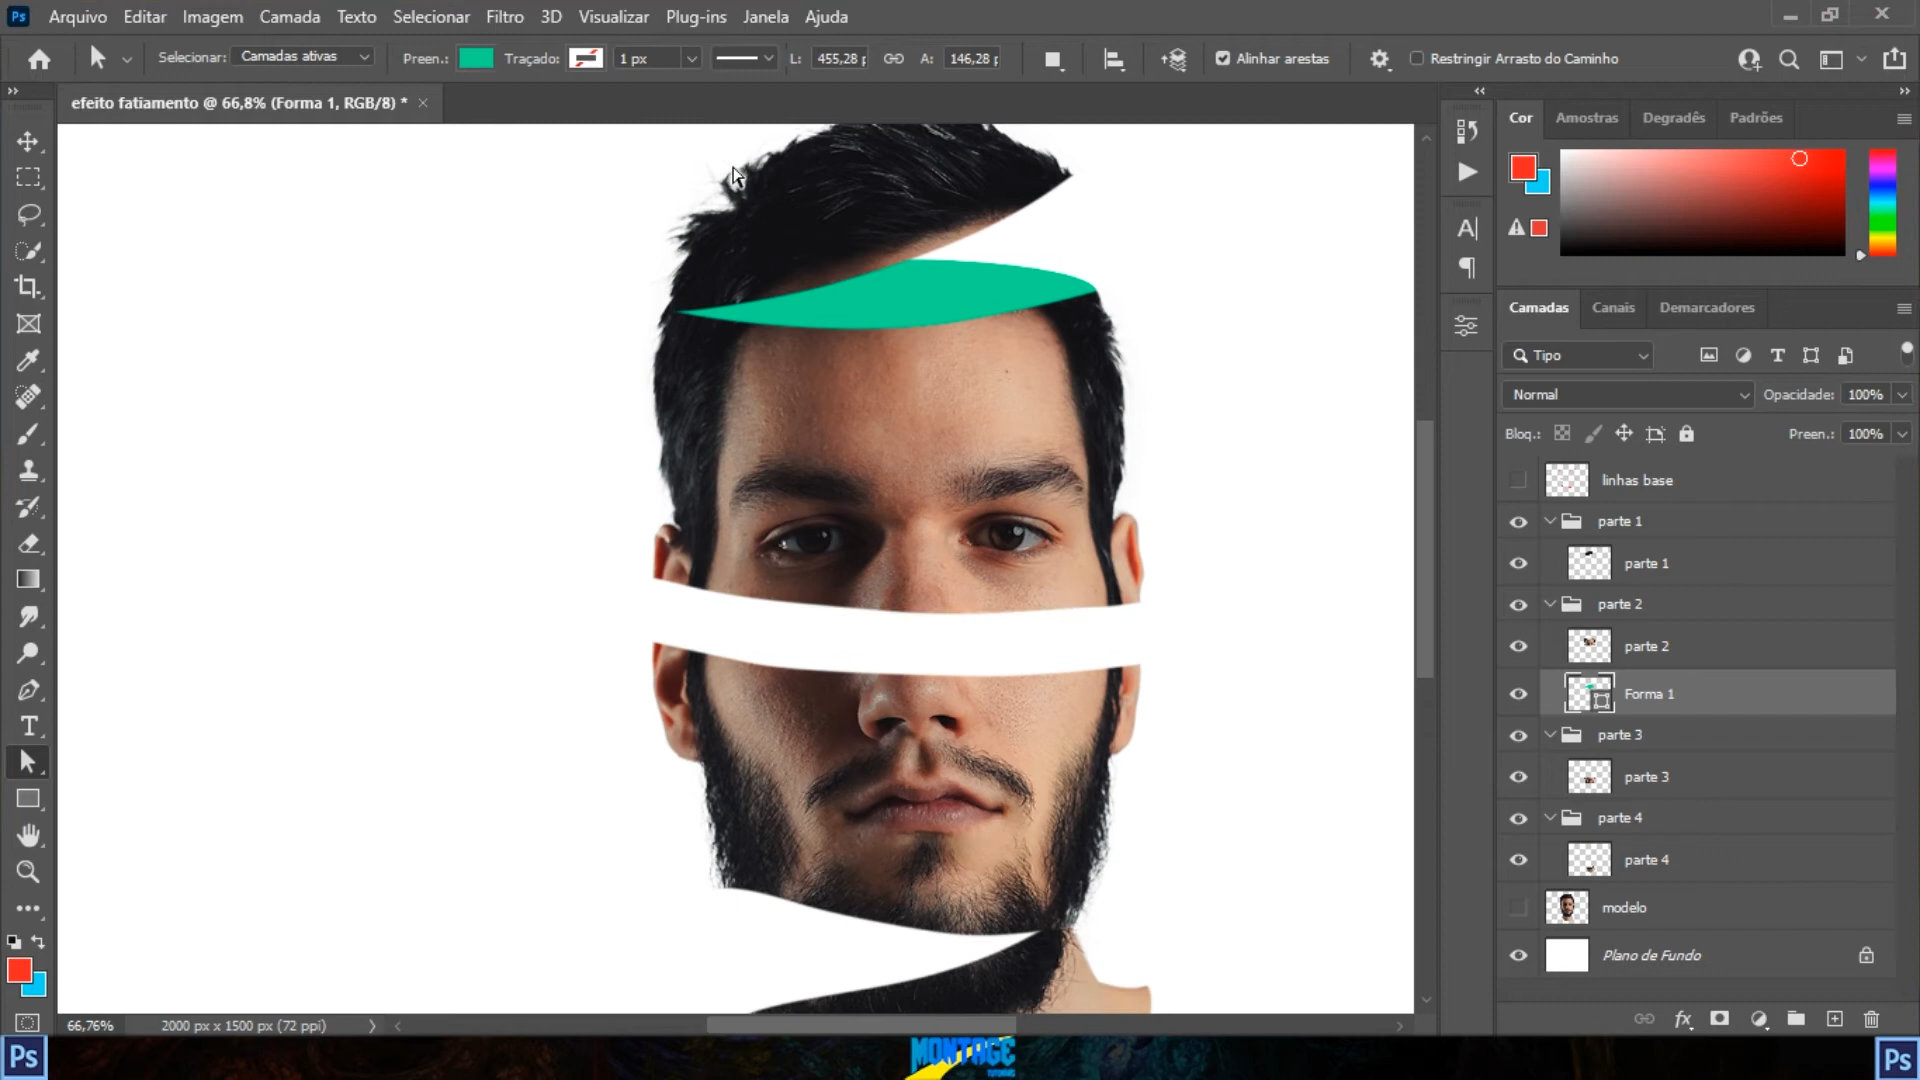 Ps Arquivo Editar Imagem Camada Texto Selecionar Filtro 3D Visualizar Plug-ins Janela Ajuda
Selecionar: Camadas ativas Preen.: Traçado: 1 px L: 455,28 A: 146,28 Alinhar arestas Restringir Arrasto do Caminho
efeito fatiamento @ 66,8% (Forma 1, RGB/8) * ×
Cor Amostras Degradês Padrões
Camadas Canais Demarcadores
Tipo
Normal Opacidade: 100%
Bloq.: Preen.: 100%
linhas base
parte 1
parte 1
parte 2
parte 2
Forma 1
parte 3
parte 3
parte 4
parte 4
modelo
Plano de Fundo
fx
66,76% 2000 px x 1500 px (72 ppi)
Ps MONTAGE Ps
TUTORIAIS